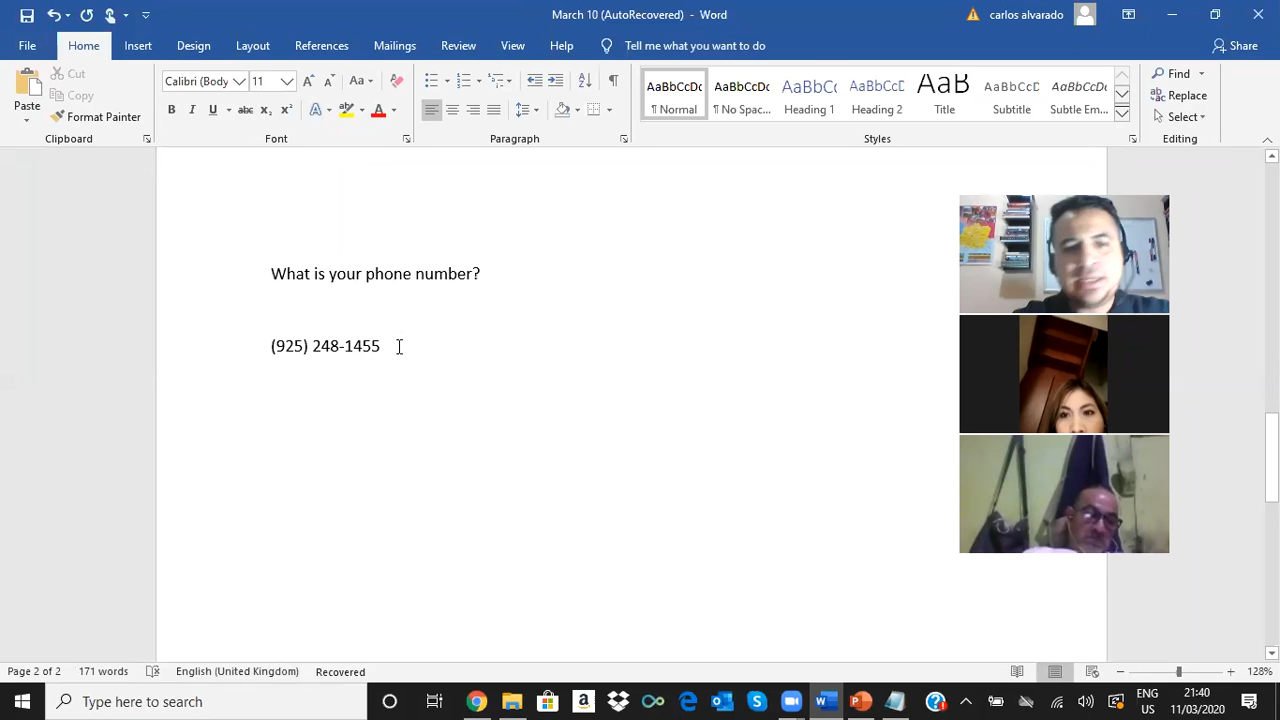 March 10 (AutoRecovered) - Word
carlos alvarado
File Home Insert Design Layout References Mailings Review View Help Tell me what you want to do Share
Paste
Cut
Copy
Format Painter
Clipboard
Calibri (Body 11
Font
Paragraph
AaBbCcDc AaBbCcDc AaBbCc AaBbCcD AaB AaBbCcD AaBbCcDc
¶ Normal ¶ No Spac... Heading 1 Heading 2 Title Subtitle Subtle Em...
Styles
Find
Replace
Select
Editing
What is your phone number?
(925) 248-1455
Page 2 of 2 171 words English (United Kingdom) Recovered 128%
Type here to search
ENG
US
21:40
11/03/2020